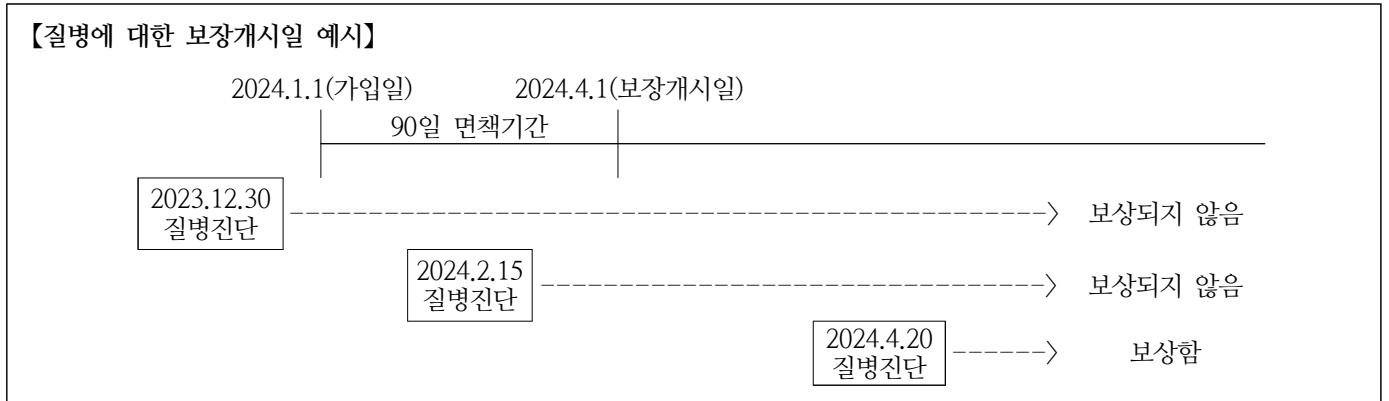 【질병에 대한 보장개시일 예시】
2024.1.1(가입일) 2024.4.1(보장개시일)
90일 면책기간
2023.12.30
질병진단
보상되지 않음
2024.2.15
질병진단
보상되지 않음
2024.4.20
질병진단
보상함